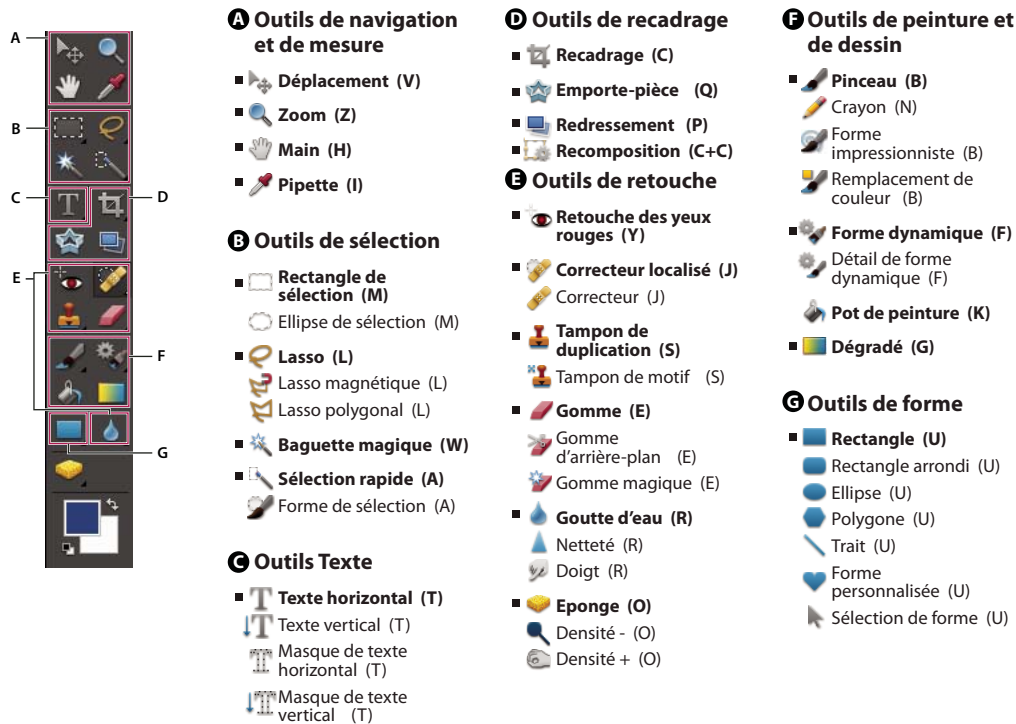 A
B
C
D
E
F
G
A Outils de navigation
et de mesure
Déplacement (V)
Zoom (Z)
Main (H)
Pipette (I)
B Outils de sélection
Rectangle de
sélection (M)
Ellipse de sélection (M)
Lasso (L)
Lasso magnétique (L)
Lasso polygonal (L)
Baguette magique (W)
Sélection rapide (A)
Forme de sélection (A)
C Outils Texte
Texte horizontal (T)
Texte vertical (T)
Masque de texte
horizontal (T)
Masque de texte
vertical (T)
D Outils de recadrage
Recadrage (C)
Emporte-pièce (Q)
Redressement (P)
Recomposition (C+C)
E Outils de retouche
Retouche des yeux
rouges (Y)
Correcteur localisé (J)
Correcteur (J)
Tampon de
duplication (S)
Tampon de motif (S)
Gomme (E)
Gomme
d'arrière-plan (E)
Gomme magique (E)
Goutte d'eau (R)
Netteté (R)
Doigt (R)
Eponge (O)
Densité - (O)
Densité + (O)
F Outils de peinture et
de dessin
Pinceau (B)
Crayon (N)
Forme
impressionniste (B)
Remplacement de
couleur (B)
Forme dynamique (F)
Détail de forme
dynamique (F)
Pot de peinture (K)
Dégradé (G)
G Outils de forme
Rectangle (U)
Rectangle arrondi (U)
Ellipse (U)
Polygone (U)
Trait (U)
Forme
personnalisée (U)
Sélection de forme (U)